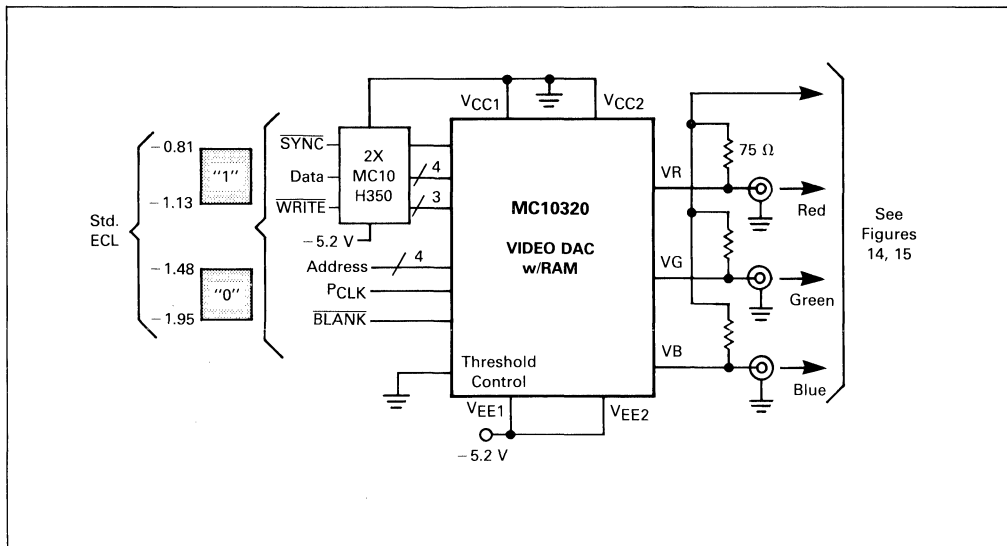 Std.
ECL
−0.81
"1"
−1.13
−1.48
"0"
−1.95
SYNC
Data
WRITE
2X
MC10
H350
−5.2 V
4
3
Address
4
PCLK
BLANK
VCC1
VCC2
MC10320
VIDEO DAC
w/RAM
Threshold
Control
VEE1
VEE2
−5.2 V
75 Ω
VR
Red
VG
Green
VB
Blue
See
Figures
14, 15